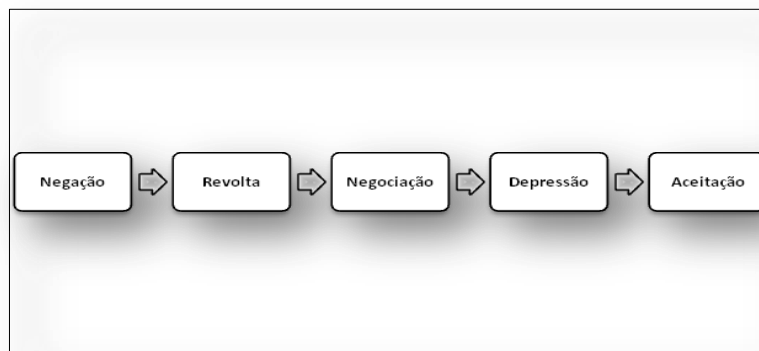 Negação
Revolta
Negociação
Depressão
Aceitação